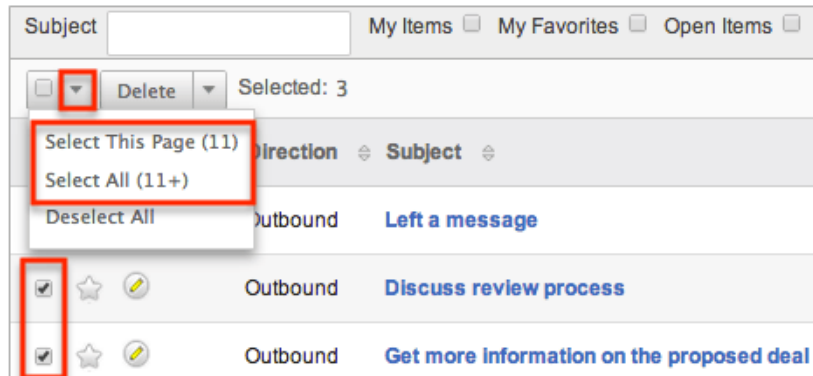 Subject My Items My Favorites Open Items
Delete Selected: 3
Select This Page (11)
Direction Subject
Select All (11+)
Deselect All
Outbound Left a message
Outbound Discuss review process
Outbound Get more information on the proposed deal